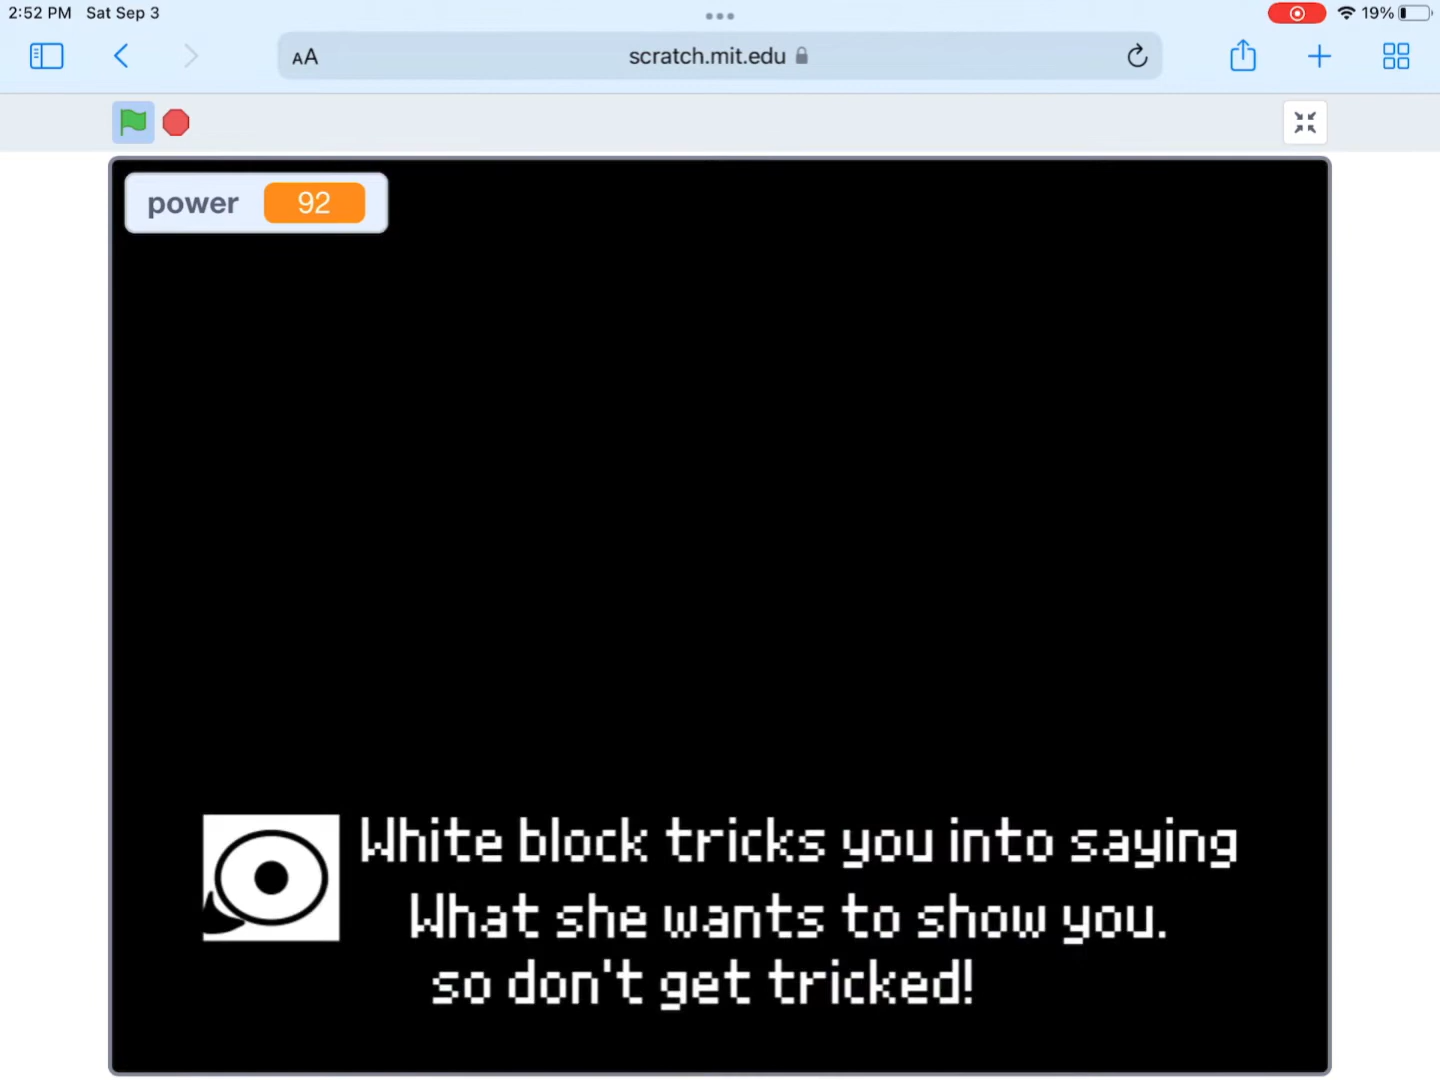 2:52 PM Sat Sep 3
19%
AA
scratch.mit.edu
power 92
White block tricks you into saying
What she wants to show you.
so don't get tricked!